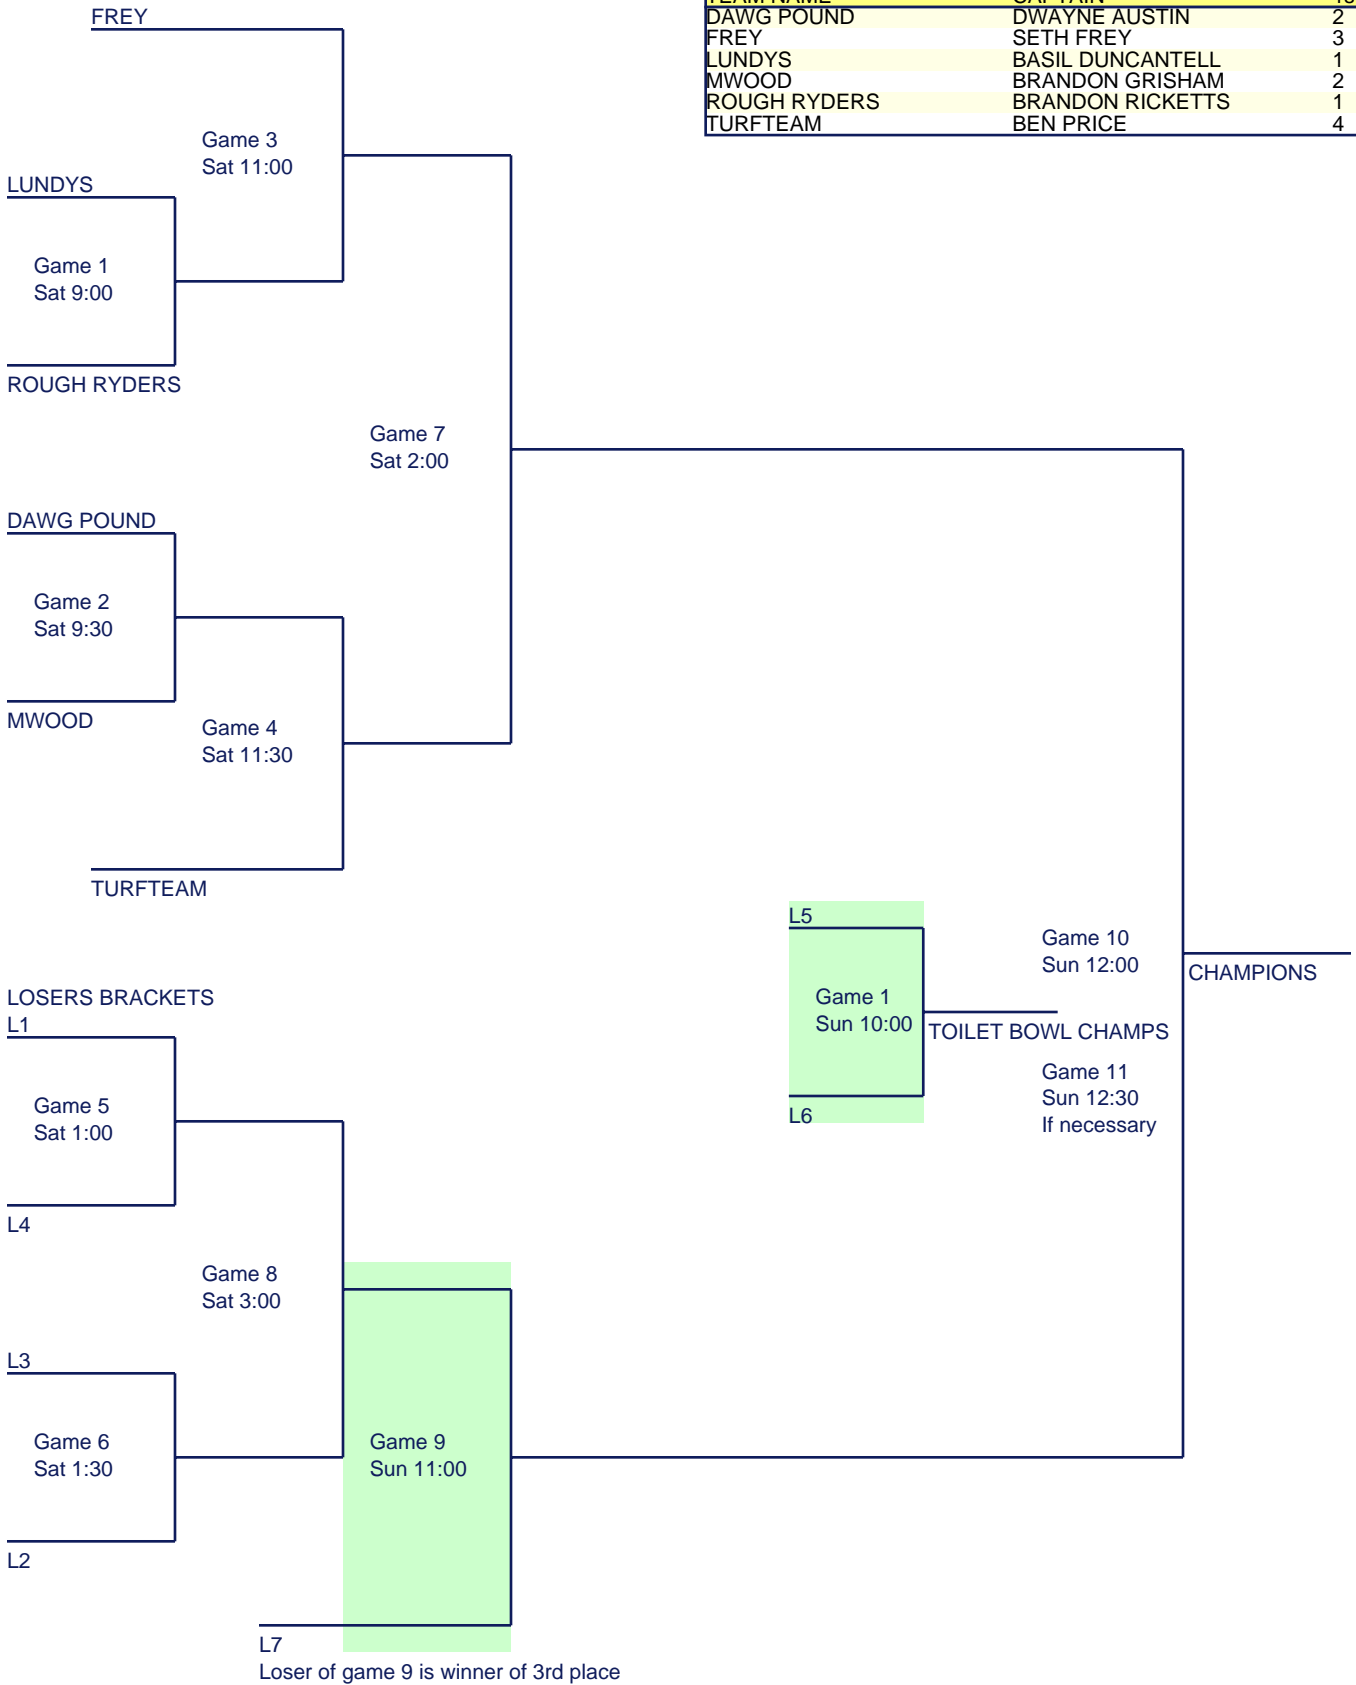 FREY
TEAM NAME CAPTAIN
DAWG POUND DWAYNE AUSTIN 2
FREY SETH FREY 3
LUNDYS BASIL DUNCANTELL 1
MWOOD BRANDON GRISHAM 2
ROUGH RYDERS BRANDON RICKETTS 1
TURFTEAM BEN PRICE 4
Game 3
Sat 11:00
LUNDYS
Game 1
Sat 9:00
ROUGH RYDERS
Game 7
Sat 2:00
DAWG POUND
Game 2
Sat 9:30
MWOOD
Game 4
Sat 11:30
TURFTEAM
L5
Game 10
Sun 12:00
CHAMPIONS
Game 1
Sun 10:00
TOILET BOWL CHAMPS
Game 11
Sun 12:30
If necessary
L6
LOSERS BRACKETS
L1
Game 5
Sat 1:00
L4
Game 8
Sat 3:00
L3
Game 6
Sat 1:30
Game 9
Sun 11:00
L2
L7
Loser of game 9 is winner of 3rd place